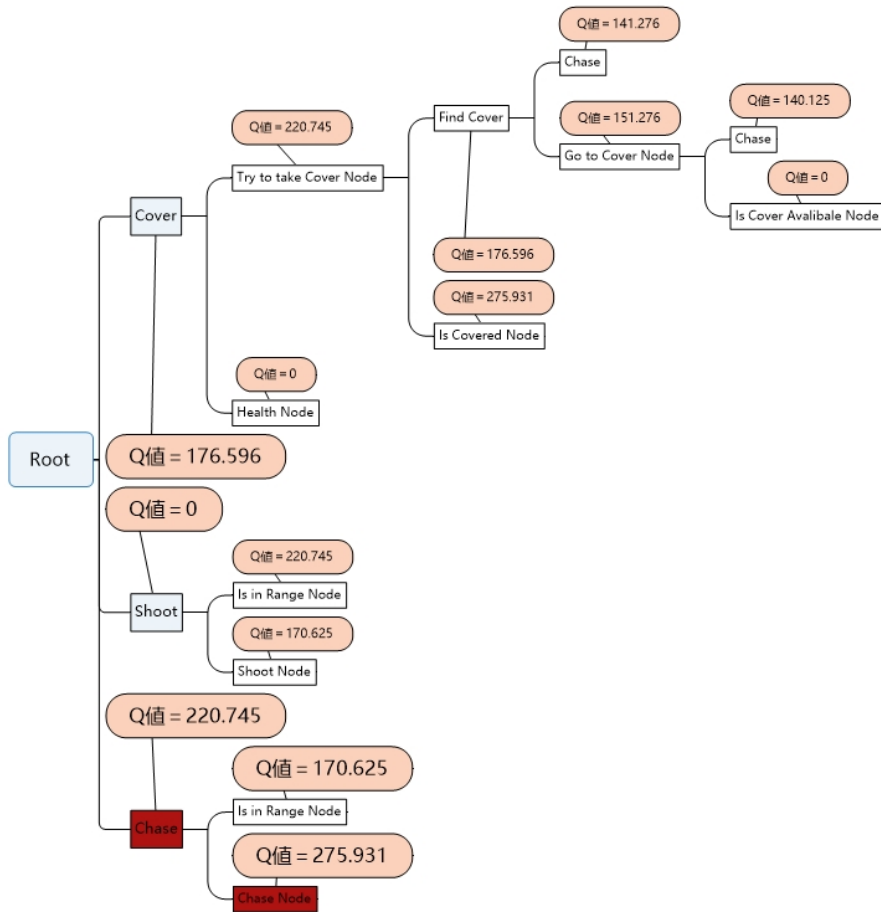 Q値 = 141.276
Chase
Q値 = 140.125
Q値 = 220.745
Find Cover
Q値 = 151.276
Chase
Try to take Cover Node
Go to Cover Node
Q値 = 0
Cover
Is Cover Avalibale Node
Q値 = 176.596
Q値 = 275.931
Is Covered Node
Q値 = 0
Health Node
Root
Q値 = 176.596
Q値 = 0
Q値 = 220.745
Is in Range Node
Shoot
Q値 = 170.625
Shoot Node
Q値 = 220.745
Q値 = 170.625
Is in Range Node
Chase
Q値 = 275.931
Chase Node